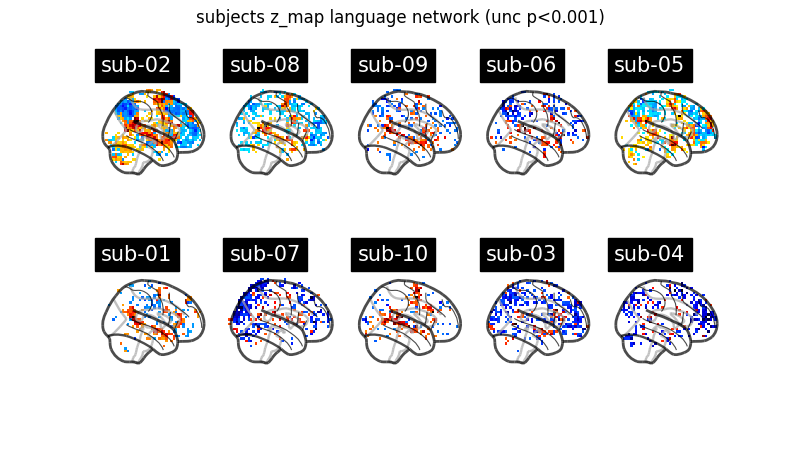 subjects z_map language network (unc p<0.001)
sub-02
sub-08
sub-09
sub-06
sub-05
sub-01
sub-07
sub-10
sub-03
sub-04